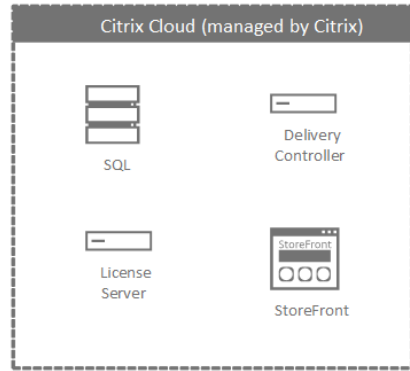 Citrix Cloud (managed by Citrix)
SQL
Delivery
Controller
License
Server
StoreFront
StoreFront